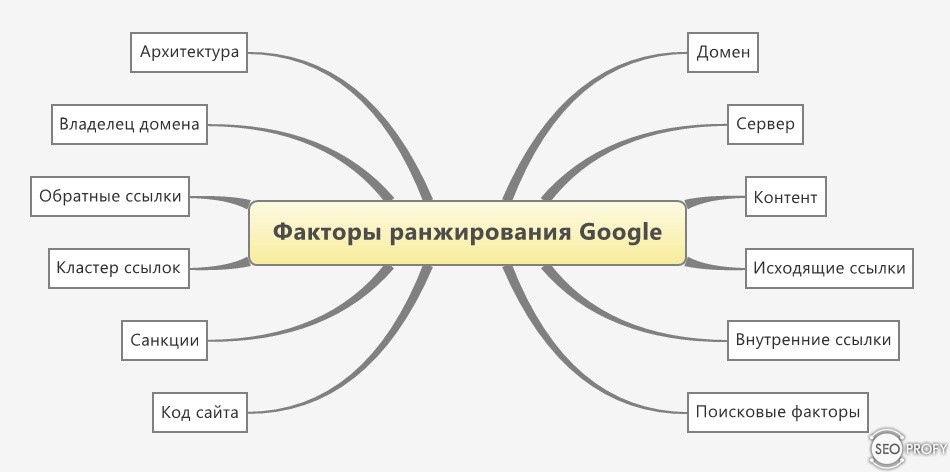 Архитектура
Домен
Владелец домена
Сервер
Обратные ссылки
Контент
Факторы ранжирования Google
Кластер ссылок
Исходящие ссылки
Санкции
Внутренние ссылки
Код сайта
Поисковые факторы
SEO PROFY